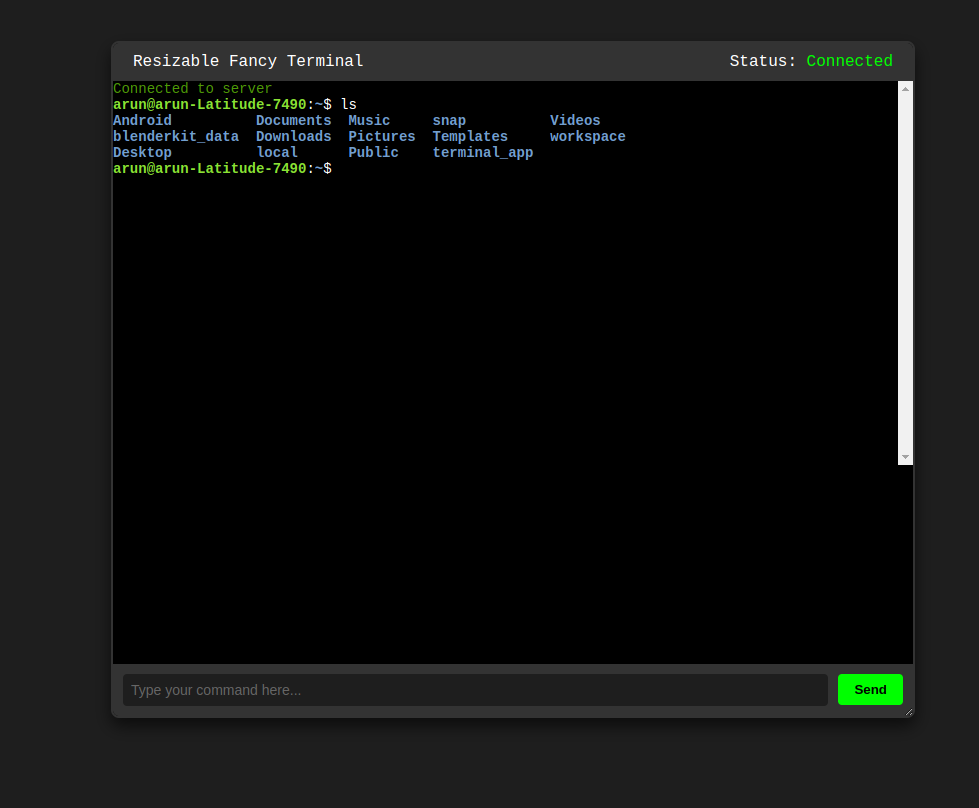 Resizable Fancy Terminal Status: Connected
Connected to server
arun@arun-Latitude-7490:~$ ls
Android Documents Music snap Videos
blenderkit_data Downloads Pictures Templates workspace
Desktop local Public terminal_app
arun@arun-Latitude-7490:~$
Type your command here... Send